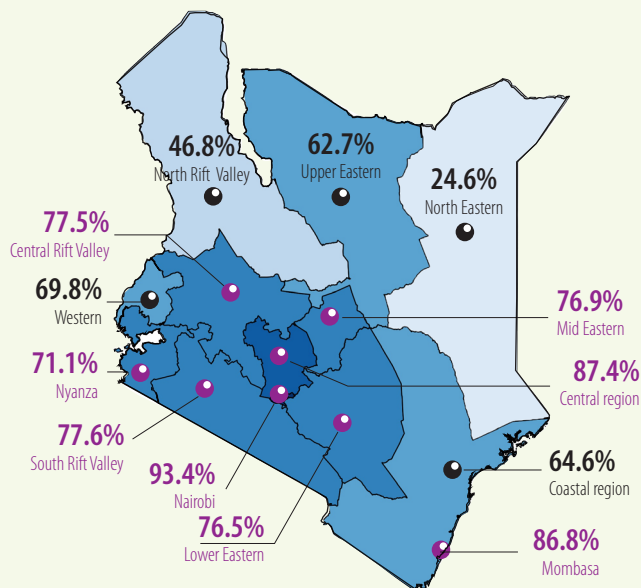 46.8%
North Rift Valley
62.7%
Upper Eastern
24.6%
North Eastern
77.5%
Central Rift Valley
69.8%
Western
76.9%
Mid Eastern
71.1%
Nyanza
87.4%
Central region
77.6%
South Rift Valley
93.4%
Nairobi
64.6%
Coastal region
76.5%
Lower Eastern
86.8%
Mombasa